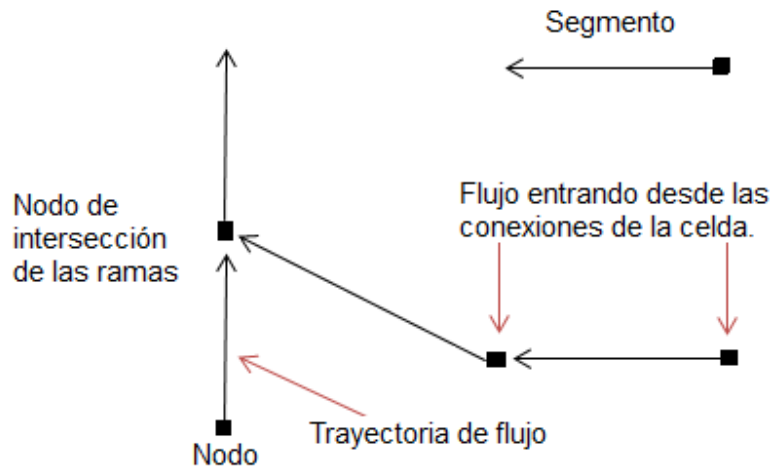 Segmento
Nodo de
intersección
de las ramas
Flujo entrando desde las
conexiones de la celda.
Trayectoria de flujo
Nodo